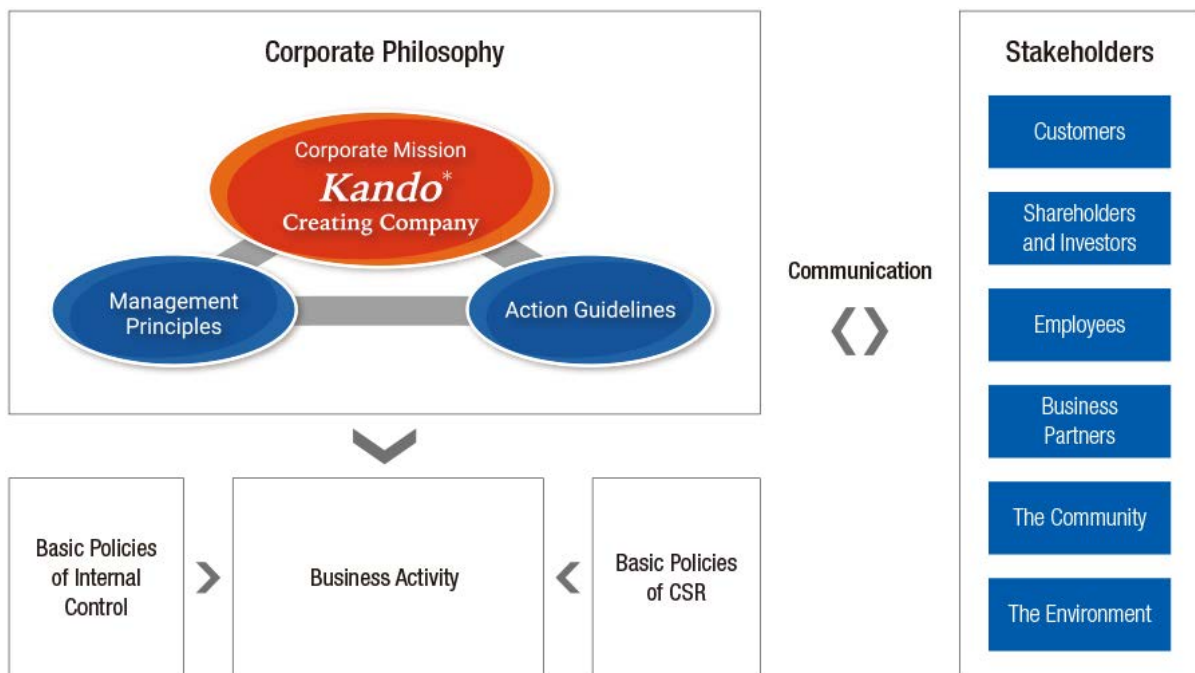 Corporate Philosophy
Corporate Mission
Kando*
Creating Company
Management
Principles
Action Guidelines
Communication
Stakeholders
Customers
Shareholders
and Investors
Employees
Business
Partners
The Community
The Environment
Basic Policies
of Internal
Control
Business Activity
Basic Policies
of CSR